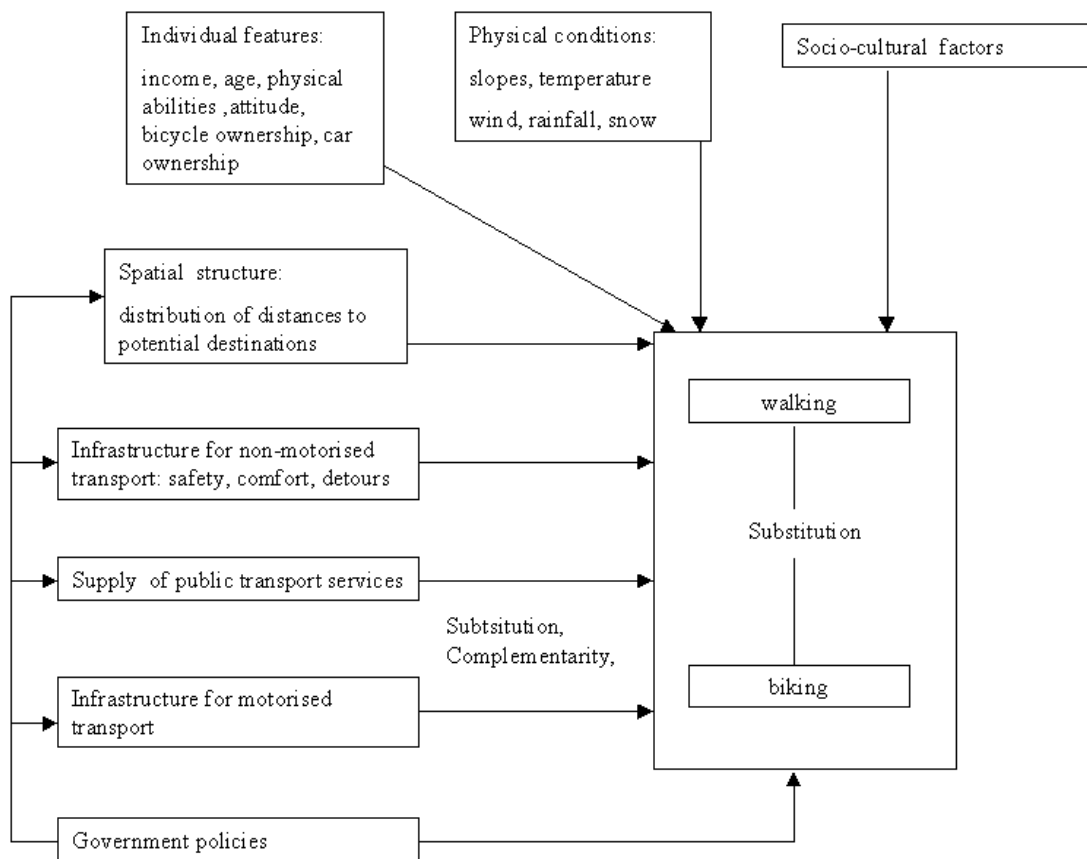 Individual features:
income, age, physical
abilities ,attitude,
bicycle ownership, car
ownership
Physical conditions:
slopes, temperature
wind, rainfall, snow
Socio-cultural factors
Spatial structure:
distribution of distances to
potential destinations
Infrastructure for non-motorised
transport: safety, comfort, detours
Supply of public transport services
Subtsitution,
Complementarity,
Infrastructure for motorised
transport
Government policies
walking
Substitution
biking